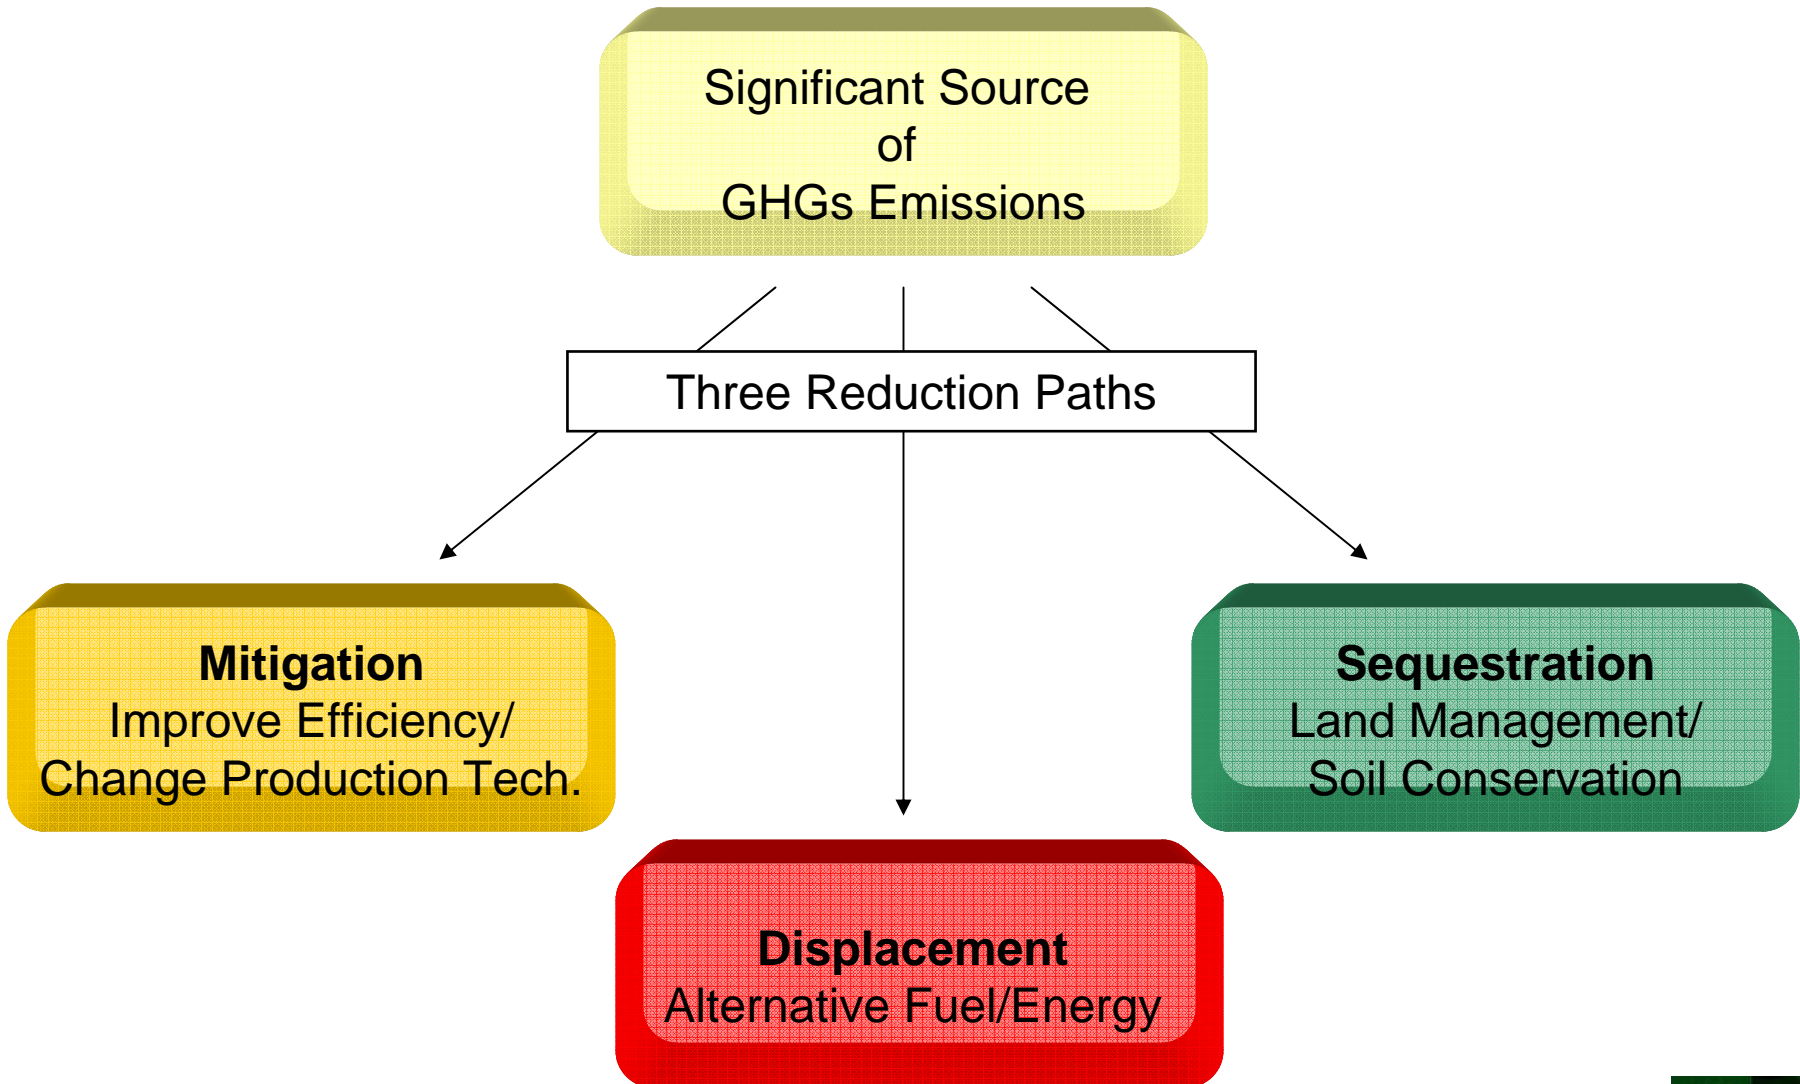 Significant Source
of
GHGs Emissions
Three Reduction Paths
Mitigation
Improve Efficiency/
Change Production Tech.
Sequestration
Land Management/
Soil Conservation
Displacement
Alternative Fuel/Energy